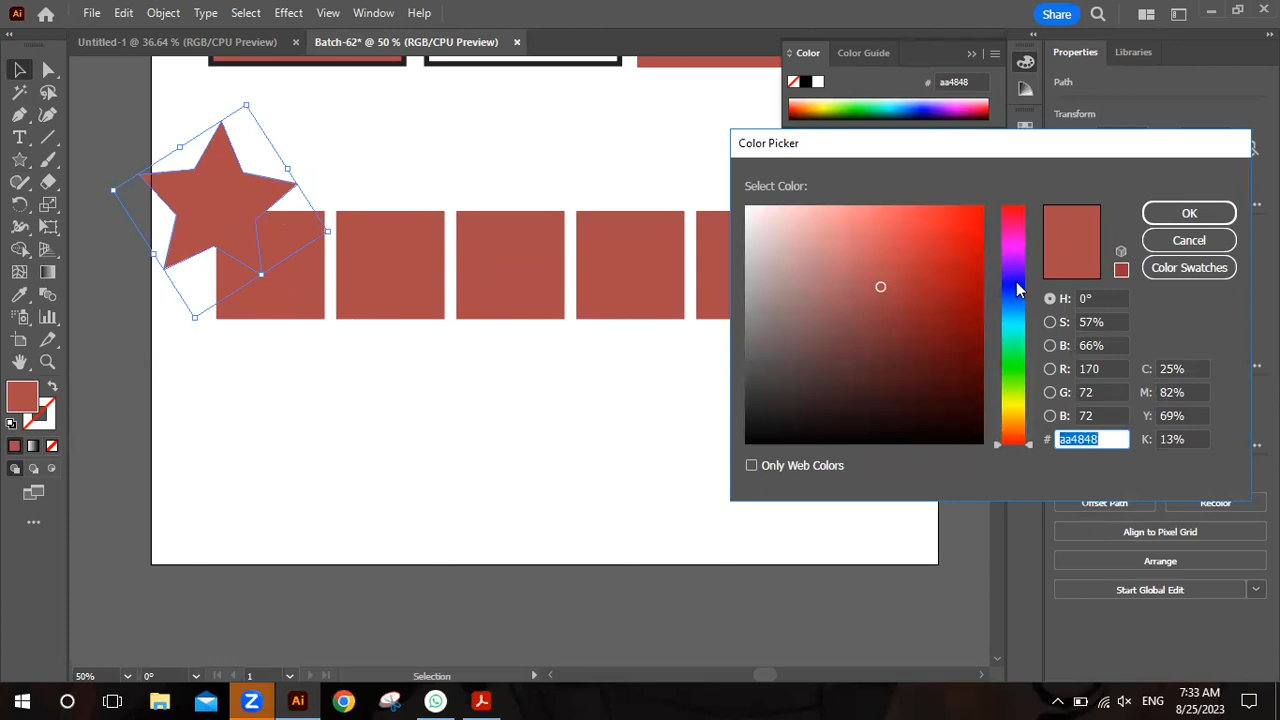 Ai File Edit Object Type Select Effect View Window Help Share
Untitled-1 @ 36.64 % (RGB/CPU Preview) × Batch-62* @ 50 % (RGB/CPU Preview) ×
Color Color Guide
Properties Libraries
# aa4848
Path
Transform
Color Picker
Select Color:
OK
Cancel
Color Swatches
H: 0°
S: 57%
B: 66%
R: 170 C: 25%
G: 72 M: 82%
B: 72 Y: 69%
# aa4848 K: 13%
Only Web Colors
Offset Path Recolor
Align to Pixel Grid
Arrange
Start Global Edit
50% 0° 1 Selection
Z Ai ENG 7:33 AM
8/25/2023